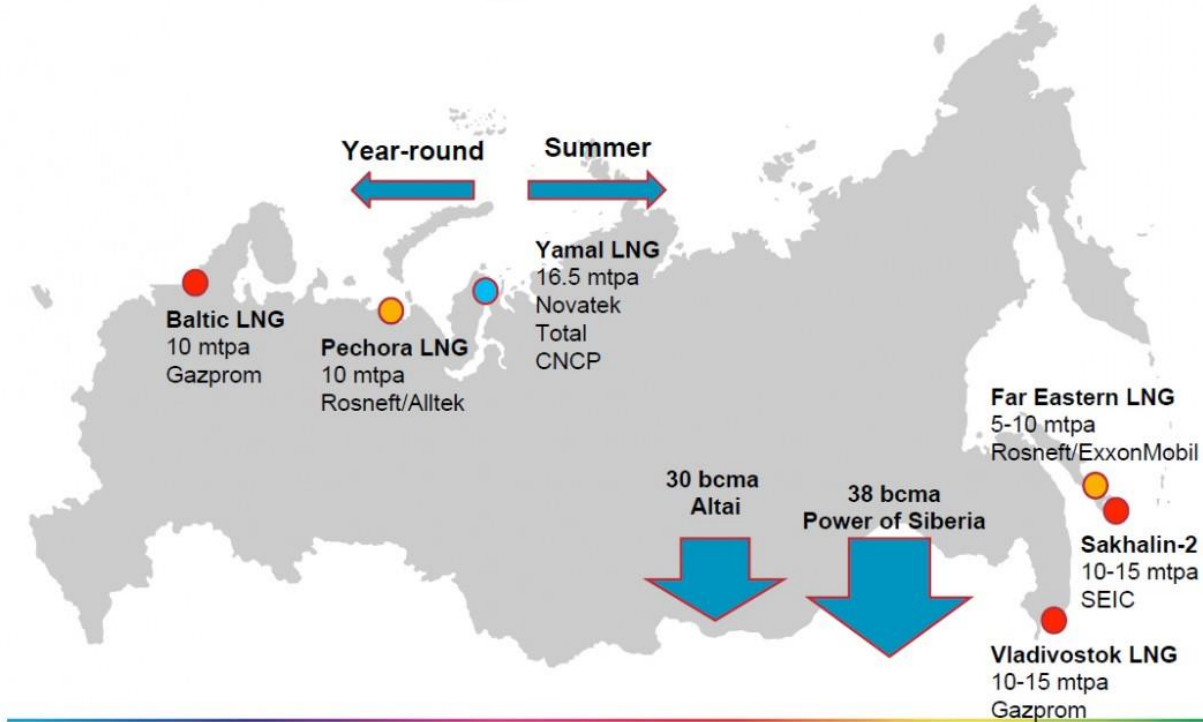 Year-round
Summer
Yamal LNG
16.5 mtpa
Novatek
Total
CNCP
Baltic LNG
10 mtpa
Gazprom
Pechora LNG
10 mtpa
Rosneft/Alltek
Far Eastern LNG
5-10 mtpa
Rosneft/ExxonMobil
30 bcma
Altai
38 bcma
Power of Siberia
Sakhalin-2
10-15 mtpa
SEIC
Vladivostok LNG
10-15 mtpa
Gazprom